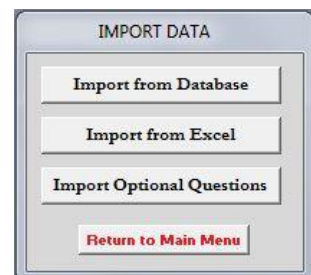 IMPORT DATA
Import from Database
Import from Excel
Import Optional Questions
Return to Main Menu